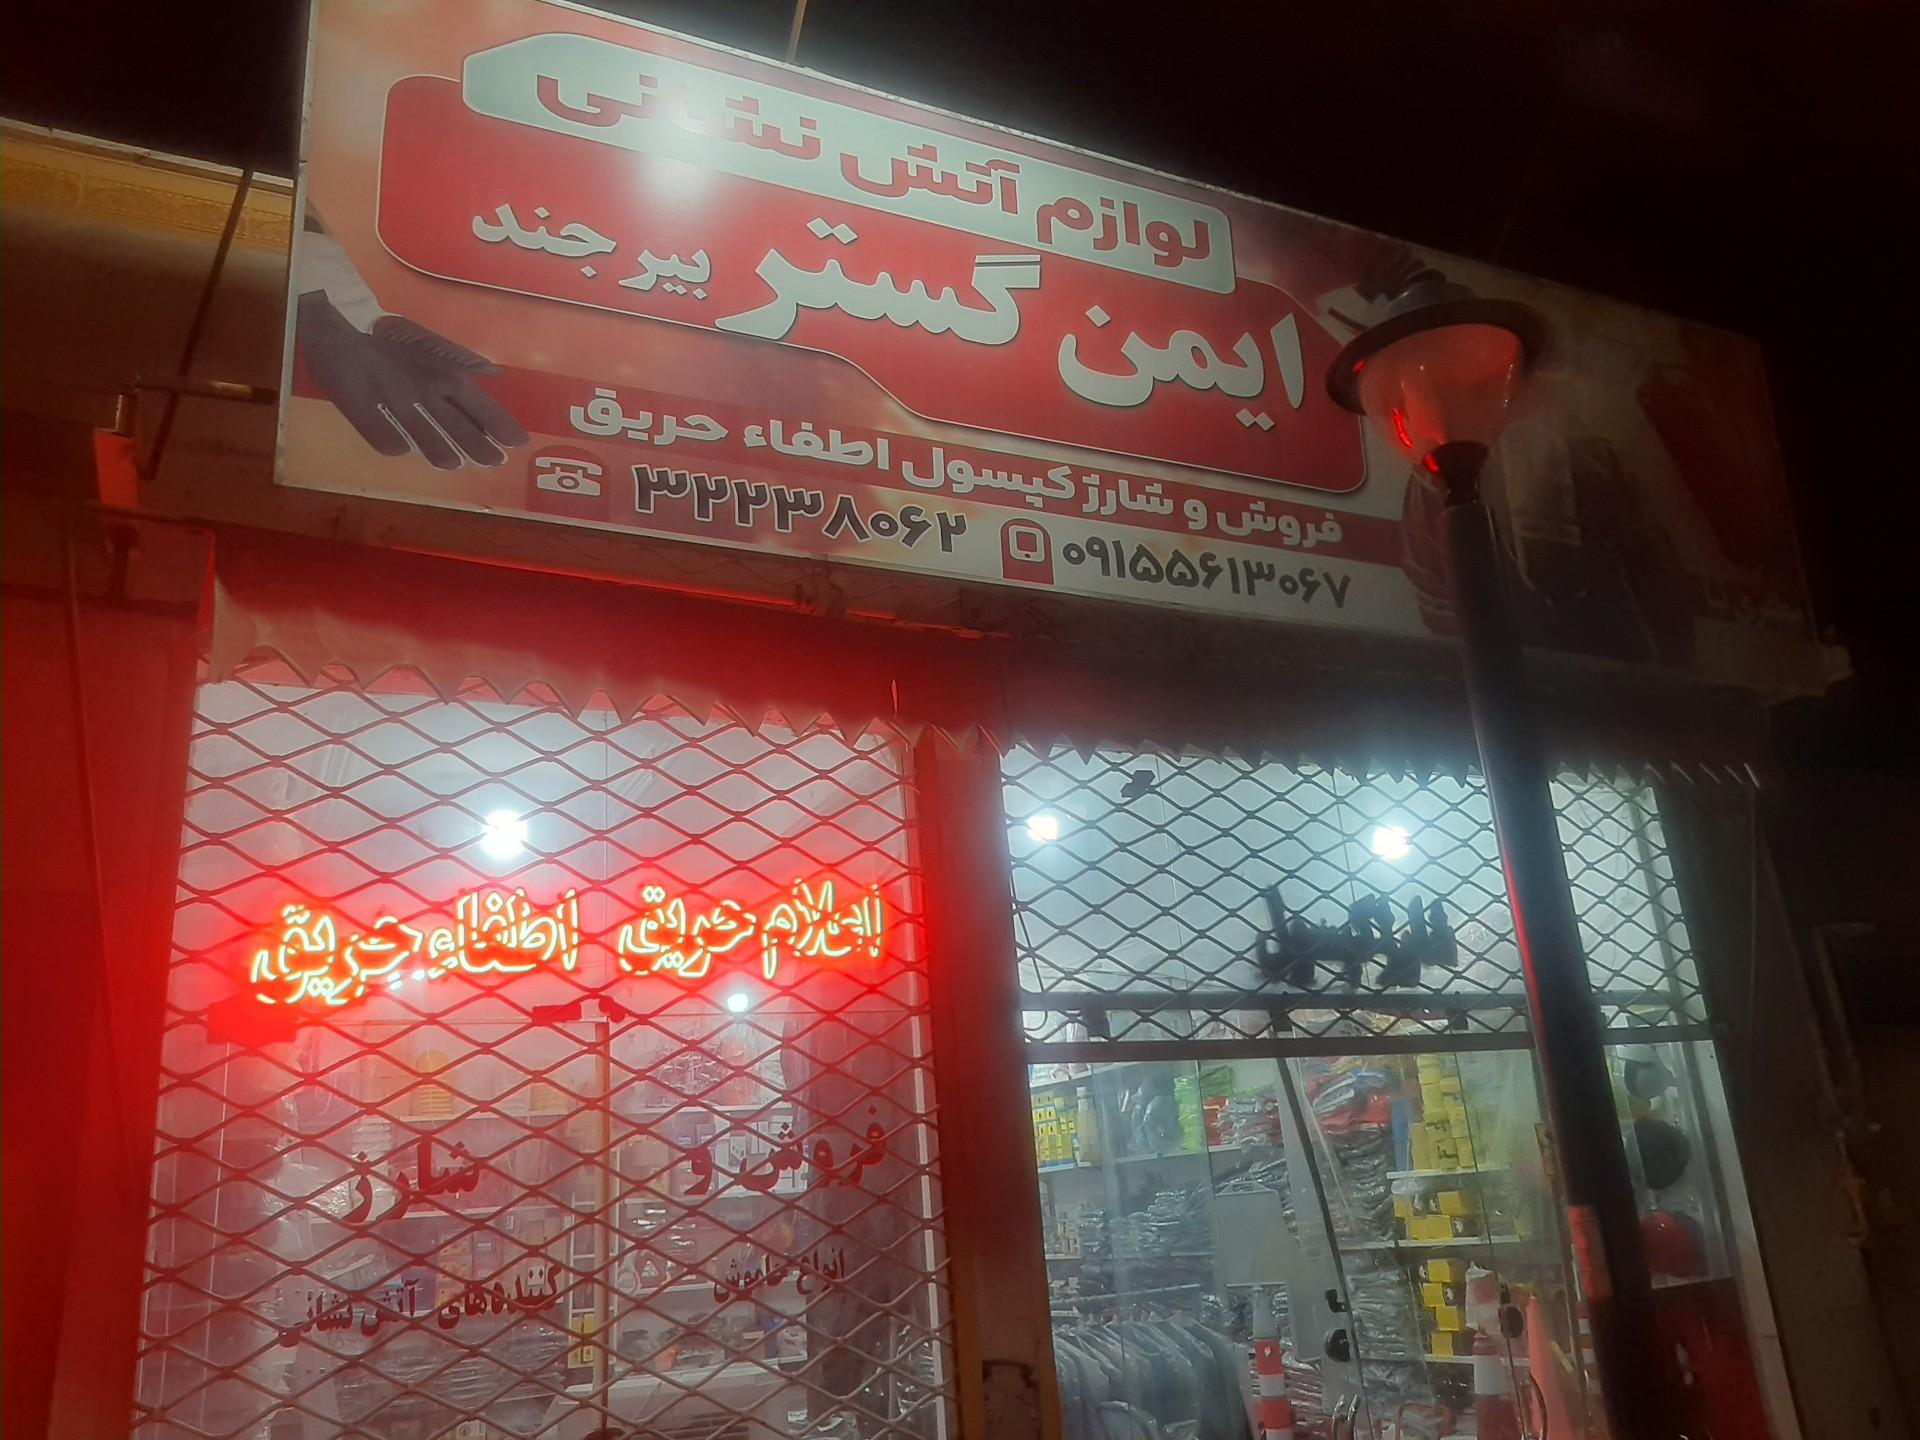 لوازم آتش نشانی
ایمن گستر بیرجند
فروش و شارژ کپسول اطفاء حریق
۳۲۲۳۸۰۶۲
۰۹۱۵۵۶۱۳۰۶۷
اعلام حریق اطفاء حریق
فروش و شارژ
انواع خاموش کننده‌های آتش نشانی